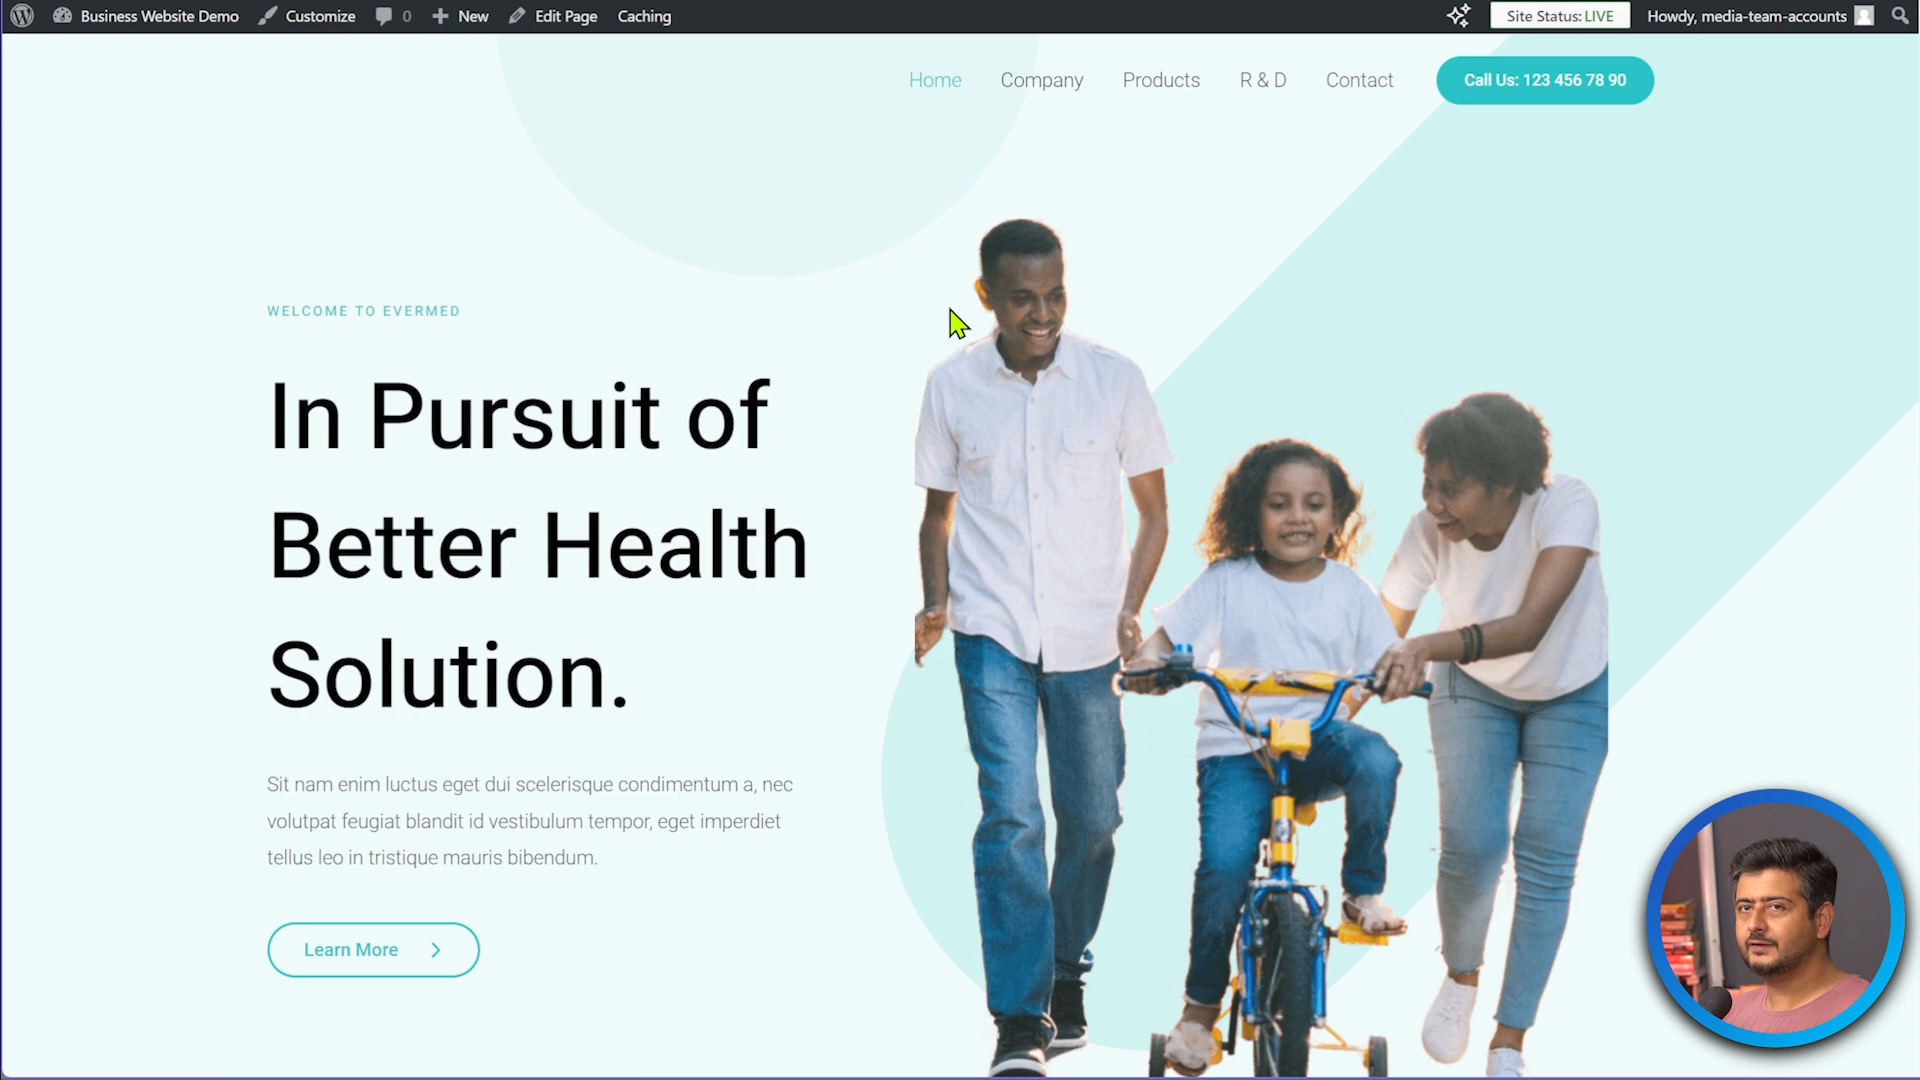 Business Website Demo Customize 0 New Edit Page Caching Site Status: LIVE Howdy, media-team-accounts
Home Company Products R & D Contact Call Us: 123 456 78 90
WELCOME TO EVERMED
In Pursuit of
Better Health
Solution.
Sit nam enim luctus eget dui scelerisque condimentum a, nec
volutpat feugiat blandit id vestibulum tempor, eget imperdiet
tellus leo in tristique mauris bibendum.
Learn More